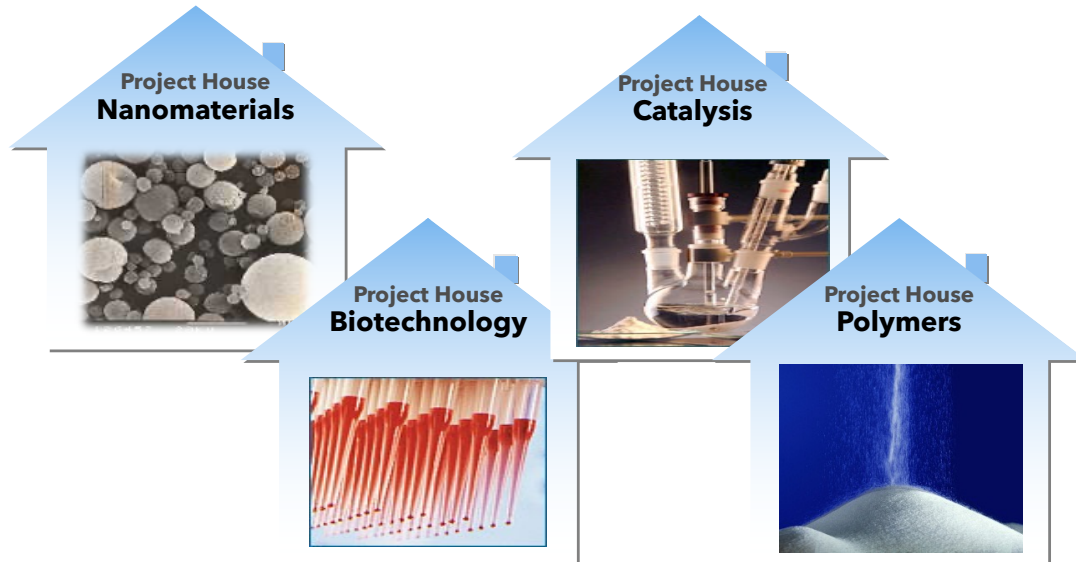 Project House
Nanomaterials
Project House
Catalysis
Project House
Biotechnology
Project House
Polymers